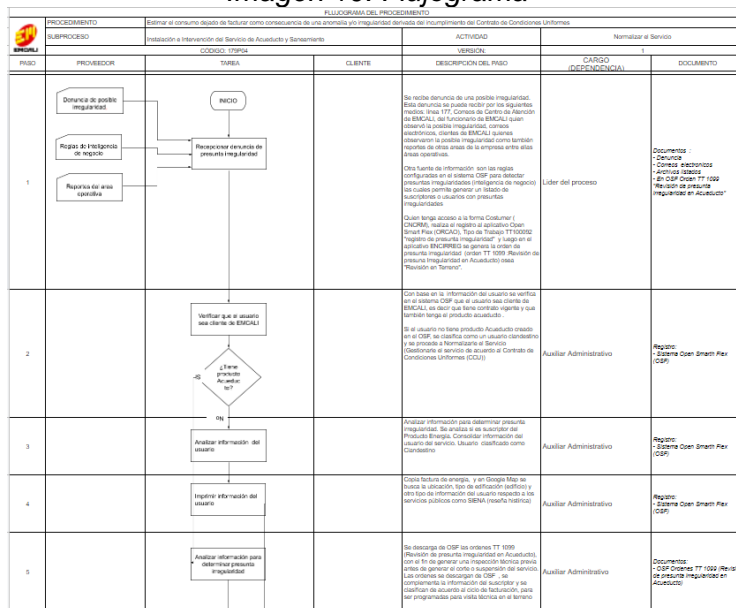 Imagen 10. Flujograma
FLUJOGRAMA DEL PROCEDIMIENTO
PROCEDIMIENTO
Estimar el consumo dejado de facturar como consecuencia de una anomalía y/o irregularidad derivada del incumplimiento del Contrato de Condiciones Uniformes
EMCALI
SUBPROCESO
Instalación e Intervención del Servicio de Acueducto y Saneamiento
ACTIVIDAD
Normalizar el Servicio
CÓDIGO: 179P04
VERSIÓN:
1
PASO
PROVEEDOR
TAREA
CLIENTE
DESCRIPCIÓN DEL PASO
CARGO
(DEPENDENCIA)
DOCUMENTO
1
Denuncia de posible
irregularidad.
Reglas de inteligencia
de negocio
Reportes del area
operativa
INICIO
Recepcionar denuncia de
presunta irregularidad
Se recibe denuncia de una posible irregularidad.
Esta denuncia se puede recibir por los siguientes
medios: línea 177, Correos de Centro de Atención
de EMCALI, del funcionario de EMCALI quien
observó la posible irregularidad, correos
electrónicos, clientes de EMCALI quienes
observaron la posible irregularidad como también
reportes de otras areas de la empresa entre ellas
áreas operativas.
Otra fuente de información son las reglas
configuradas en el sistema OSF para detectar
presuntas irregularidades (inteligencia de negocio)
las cuales permite generar un listado de
suscriptores o usuarios con presuntas
irregularidades
Quien tenga acceso a la forma Costumer (
CNCRM), realiza el registro al aplicativo Open
Smart Flex (ORCAO), Tipo de Trabajo TT100092
"registro de presunta irregularidad" y luego en el
aplicativo ENCIRREG se genera la orden de
presunta irregularidad (orden TT 1099 .Revisión de
presunta Irregularidad en Acueducto) osea
"Revisión en Terreno".
Líder del proceso
Documentos :
- Denuncia
- Correos electronicos
- Archivos listados
- En OSF Orden TT 1099
"Revisión de presunta
irregularidad en Acueducto"
2
Verificar que el usuario
sea cliente de EMCALI
¿Tiene
producto
Acueduc
to?
SI
NO
Con base en la información del usuario se verifica
en el sistema OSF que el usuario sea cliente de
EMCALI, es decir que tiene contrato vigente y que
también tenga el producto acueducto .
Si el usuario no tiene producto Acueducto creado
en el OSF, se clasifica como un usuario clandestino
y se procede a Normalizarle el Servicio
(Gestionarle el servicio de acuerdo al Contrato de
Condiciones Uniformes (CCU))
Auxiliar Administrativo
Registro:
- Sistema Open Smarth Flex
(OSF)
3
Analizar información del
usuario
Analizar información para determinar presunta
irregularidad. Se analiza si es suscriptor del
Producto Energía. Consolidar información del
usuario del servicio. Usuario clasificado como
Clandestino
Auxiliar Administrativo
Registro:
- Sistema Open Smarth Flex
(OSF)
4
Imprimir información del
usuario
Copia factura de energía, y en Google Map se
busca la ubicación, tipo de edificación (edificio) y
otro tipo de información del usuario respecto a los
servicios públicos como SIENA (reseña histórica)
Auxiliar Administrativo
Registro:
- Sistema Open Smarth Flex
(OSF)
5
Analizar información para
determinar presunta
irregularidad
Se descarga de OSF las ordenes TT 1099
(Revisión de presunta irregularidad en Acueducto),
con el fin de generar una inspección técnica previa
antes de generar el corte o suspensión del servicio.
Las ordenes se descargan de OSF , se
complementa la información del suscriptor y se
clasifican de acuerdo al ciclo de facturación, para
ser programadas para visita técnica en el terreno
Auxiliar Adminitrativo
Documentos:
- OSF Ordenes TT 1099 (Revisi
de presunta irregularidad en
Acueducto)